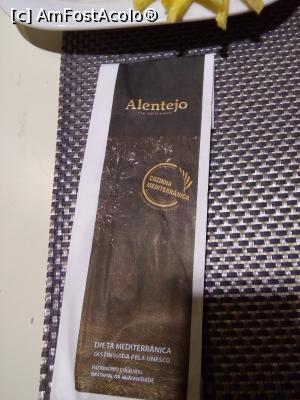 [c] AmFostAcolo®
Alentejo
COZINHA
MEDITERRÂNICA
DIETA MEDITERRÂNICA
DISTINGUIDA PELA UNESCO
PATRIMÓNIO CULTURAL
IMATERIAL DA HUMANIDADE